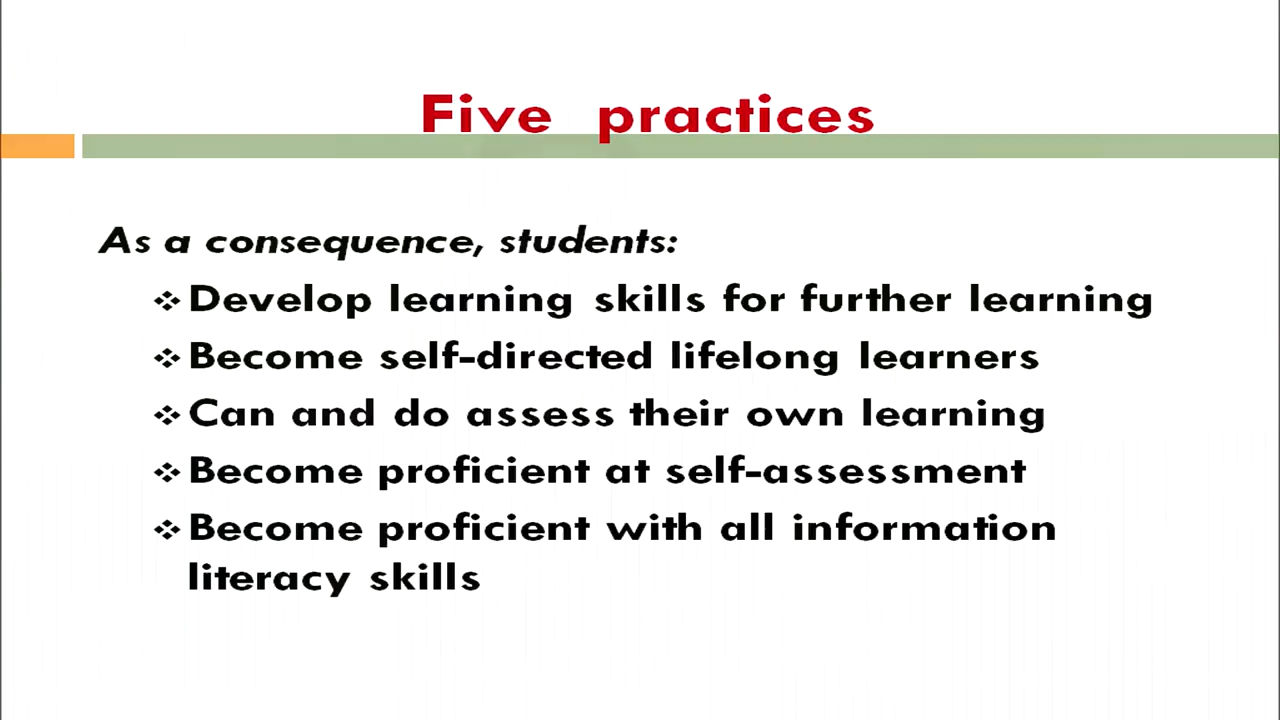 Five practices
As a consequence, students:
❖ Develop learning skills for further learning
❖ Become self-directed lifelong learners
❖ Can and do assess their own learning
❖ Become proficient at self-assessment
❖ Become proficient with all information
literacy skills